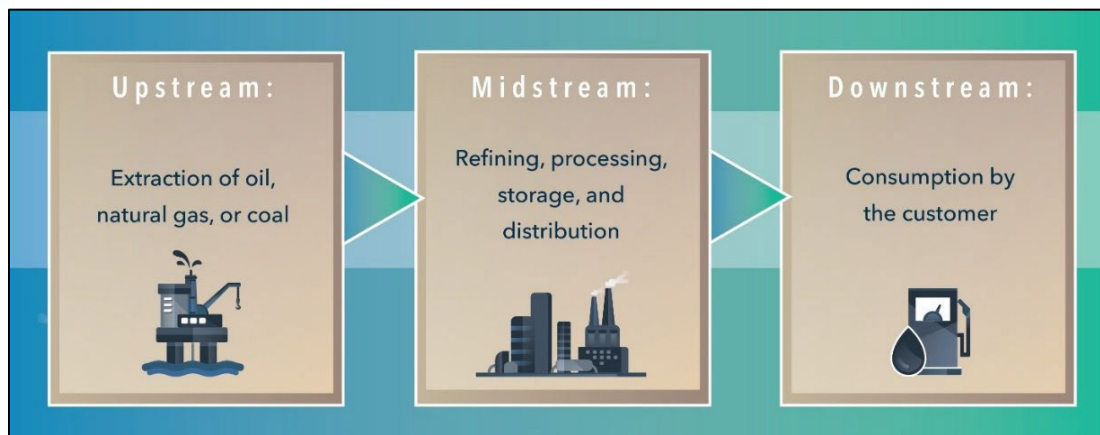 Upstream:
Extraction of oil,
natural gas, or coal
Midstream:
Refining, processing,
storage, and
distribution
Downstream:
Consumption by
the customer